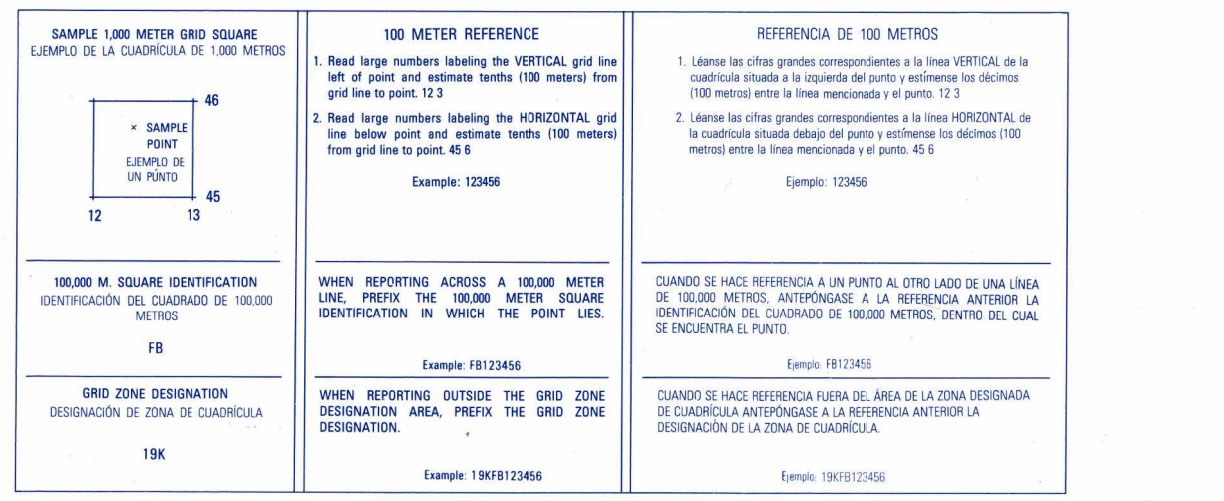 SAMPLE 1,000 METER GRID SQUARE
EJEMPLO DE LA CUADRÍCULA DE 1,000 METROS
46
× SAMPLE
POINT
EJEMPLO DE
UN PÚNTO
45
12
13
100 METER REFERENCE
1. Read large numbers labeling the VERTICAL grid line
left of point and estimate tenths (100 meters) from
grid line to point. 12 3
2. Read large numbers labeling the HORIZONTAL grid
line below point and estimate tenths (100 meters)
from grid line to point. 45 6
Example: 123456
REFERENCIA DE 100 METROS
1. Léanse las cifras grandes correspondientes a la línea VERTICAL de la
cuadrícula situada a la izquierda del punto y estímense los décimos
(100 metros) entre la línea mencionada y el punto. 12 3
2. Léanse las cifras grandes correspondientes a la línea HORIZONTAL de
la cuadrícula situada debajo del punto y estímense los décimos (100
metros) entre la línea mencionada y el punto. 45 6
Ejemplo: 123456
100,000 M. SQUARE IDENTIFICATION
IDENTIFICACIÓN DEL CUADRADO DE 100,000
METROS
FB
WHEN REPORTING ACROSS A 100,000 METER
LINE, PREFIX THE 100,000 METER SQUARE
IDENTIFICATION IN WHICH THE POINT LIES.
Example: FB123456
CUANDO SE HACE REFERENCIA A UN PUNTO AL OTRO LADO DE UNA LÍNEA
DE 100,000 METROS, ANTEPÓNGASE A LA REFERENCIA ANTERIOR LA
IDENTIFICACIÓN DEL CUADRADO DE 100,000 METROS, DENTRO DEL CUAL
SE ENCUENTRA EL PUNTO.
Ejemplo: FB123456
GRID ZONE DESIGNATION
DESIGNACIÓN DE ZONA DE CUADRÍCULA
19K
WHEN REPORTING OUTSIDE THE GRID ZONE
DESIGNATION AREA, PREFIX THE GRID ZONE
DESIGNATION.
Example: 19KFB123456
CUANDO SE HACE REFERENCIA FUERA DEL ÁREA DE LA ZONA DESIGNADA
DE CUADRÍCULA ANTEPÓNGASE A LA REFERENCIA ANTERIOR LA
DESIGNACIÓN DE LA ZONA DE CUADRÍCULA.
Ejemplo: 19KFB123456